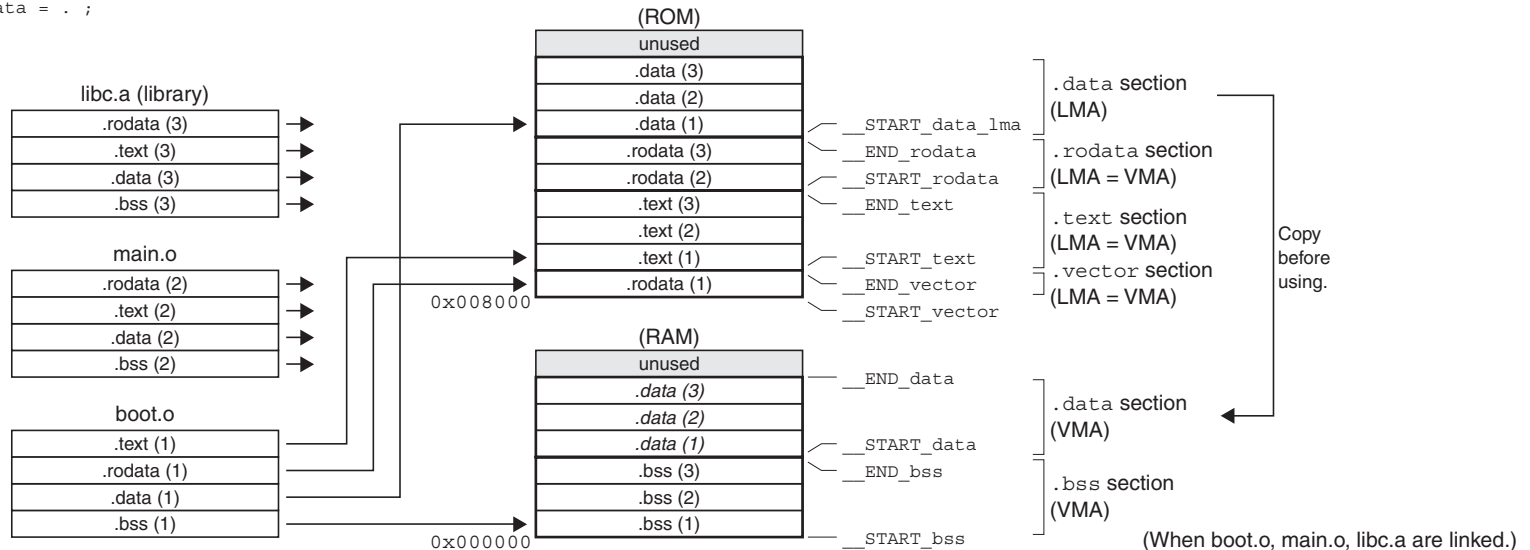 ata = . ;
libc.a (library)
.rodata (3)
.text (3)
.data (3)
.bss (3)
main.o
.rodata (2)
.text (2)
.data (2)
.bss (2)
boot.o
.text (1)
.rodata (1)
.data (1)
.bss (1)
(ROM)
unused
.data (3)
.data (2)
.data (1)
.rodata (3)
.rodata (2)
.text (3)
.text (2)
.text (1)
.rodata (1)
0x008000
__START_data_lma
__END_rodata
__START_rodata
__END_text
__START_text
__END_vector
__START_vector
.data section
(LMA)
.rodata section
(LMA = VMA)
.text section
(LMA = VMA)
.vector section
(LMA = VMA)
Copy
before
using.
(RAM)
unused
.data (3)
.data (2)
.data (1)
.bss (3)
.bss (2)
.bss (1)
0x000000
__END_data
__START_data
__END_bss
__START_bss
.data section
(VMA)
.bss section
(VMA)
(When boot.o, main.o, libc.a are linked.)